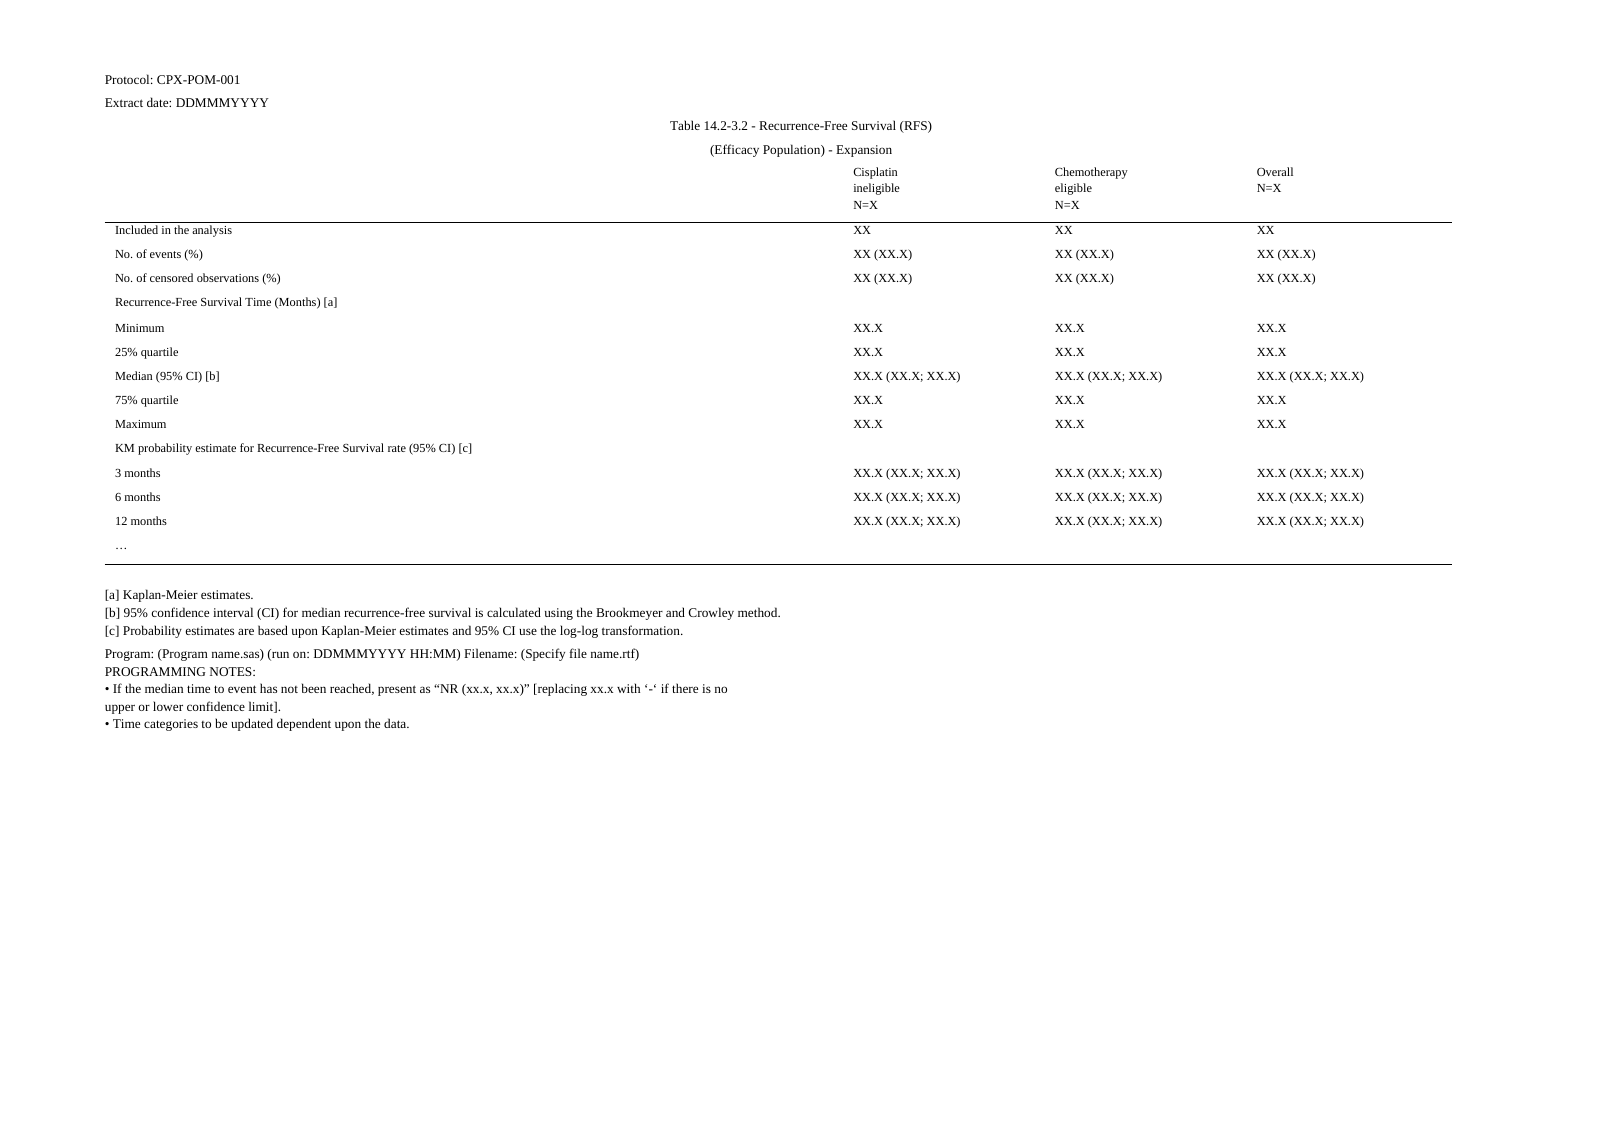 Protocol: CPX-POM-001
Extract date: DDMMMYYYY
Table 14.2-3.2 - Recurrence-Free Survival (RFS)
(Efficacy Population) - Expansion
Cisplatin ineligible N=X Chemotherapy eligible N=X Overall N=X
Included in the analysis XX XX XX
No. of events (%) XX (XX.X) XX (XX.X) XX (XX.X)
No. of censored observations (%) XX (XX.X) XX (XX.X) XX (XX.X)
Recurrence-Free Survival Time (Months) [a]
Minimum XX.X XX.X XX.X
25% quartile XX.X XX.X XX.X
Median (95% CI) [b] XX.X (XX.X; XX.X) XX.X (XX.X; XX.X) XX.X (XX.X; XX.X)
75% quartile XX.X XX.X XX.X
Maximum XX.X XX.X XX.X
KM probability estimate for Recurrence-Free Survival rate (95% CI) [c]
3 months XX.X (XX.X; XX.X) XX.X (XX.X; XX.X) XX.X (XX.X; XX.X)
6 months XX.X (XX.X; XX.X) XX.X (XX.X; XX.X) XX.X (XX.X; XX.X)
12 months XX.X (XX.X; XX.X) XX.X (XX.X; XX.X) XX.X (XX.X; XX.X)
…
[a] Kaplan-Meier estimates.
[b] 95% confidence interval (CI) for median recurrence-free survival is calculated using the Brookmeyer and Crowley method.
[c] Probability estimates are based upon Kaplan-Meier estimates and 95% CI use the log-log transformation.
Program: (Program name.sas) (run on: DDMMMYYYY HH:MM) Filename: (Specify file name.rtf)
PROGRAMMING NOTES:
• If the median time to event has not been reached, present as “NR (xx.x, xx.x)” [replacing xx.x with ‘-‘ if there is no
upper or lower confidence limit].
• Time categories to be updated dependent upon the data.